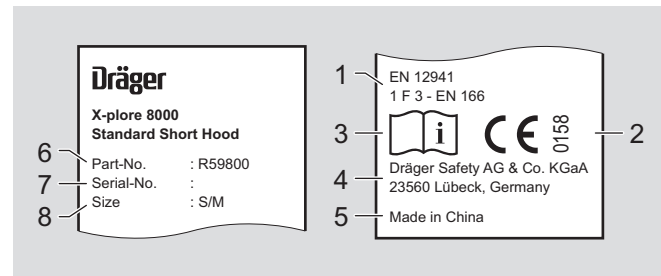 Dräger
X-plore 8000
Standard Short Hood
6
Part-No. : R59800
7
Serial-No. :
8
Size : S/M
1
EN 12941
1 F 3 - EN 166
3
i
CE
0158
2
4
Dräger Safety AG & Co. KGaA
23560 Lübeck, Germany
5
Made in China